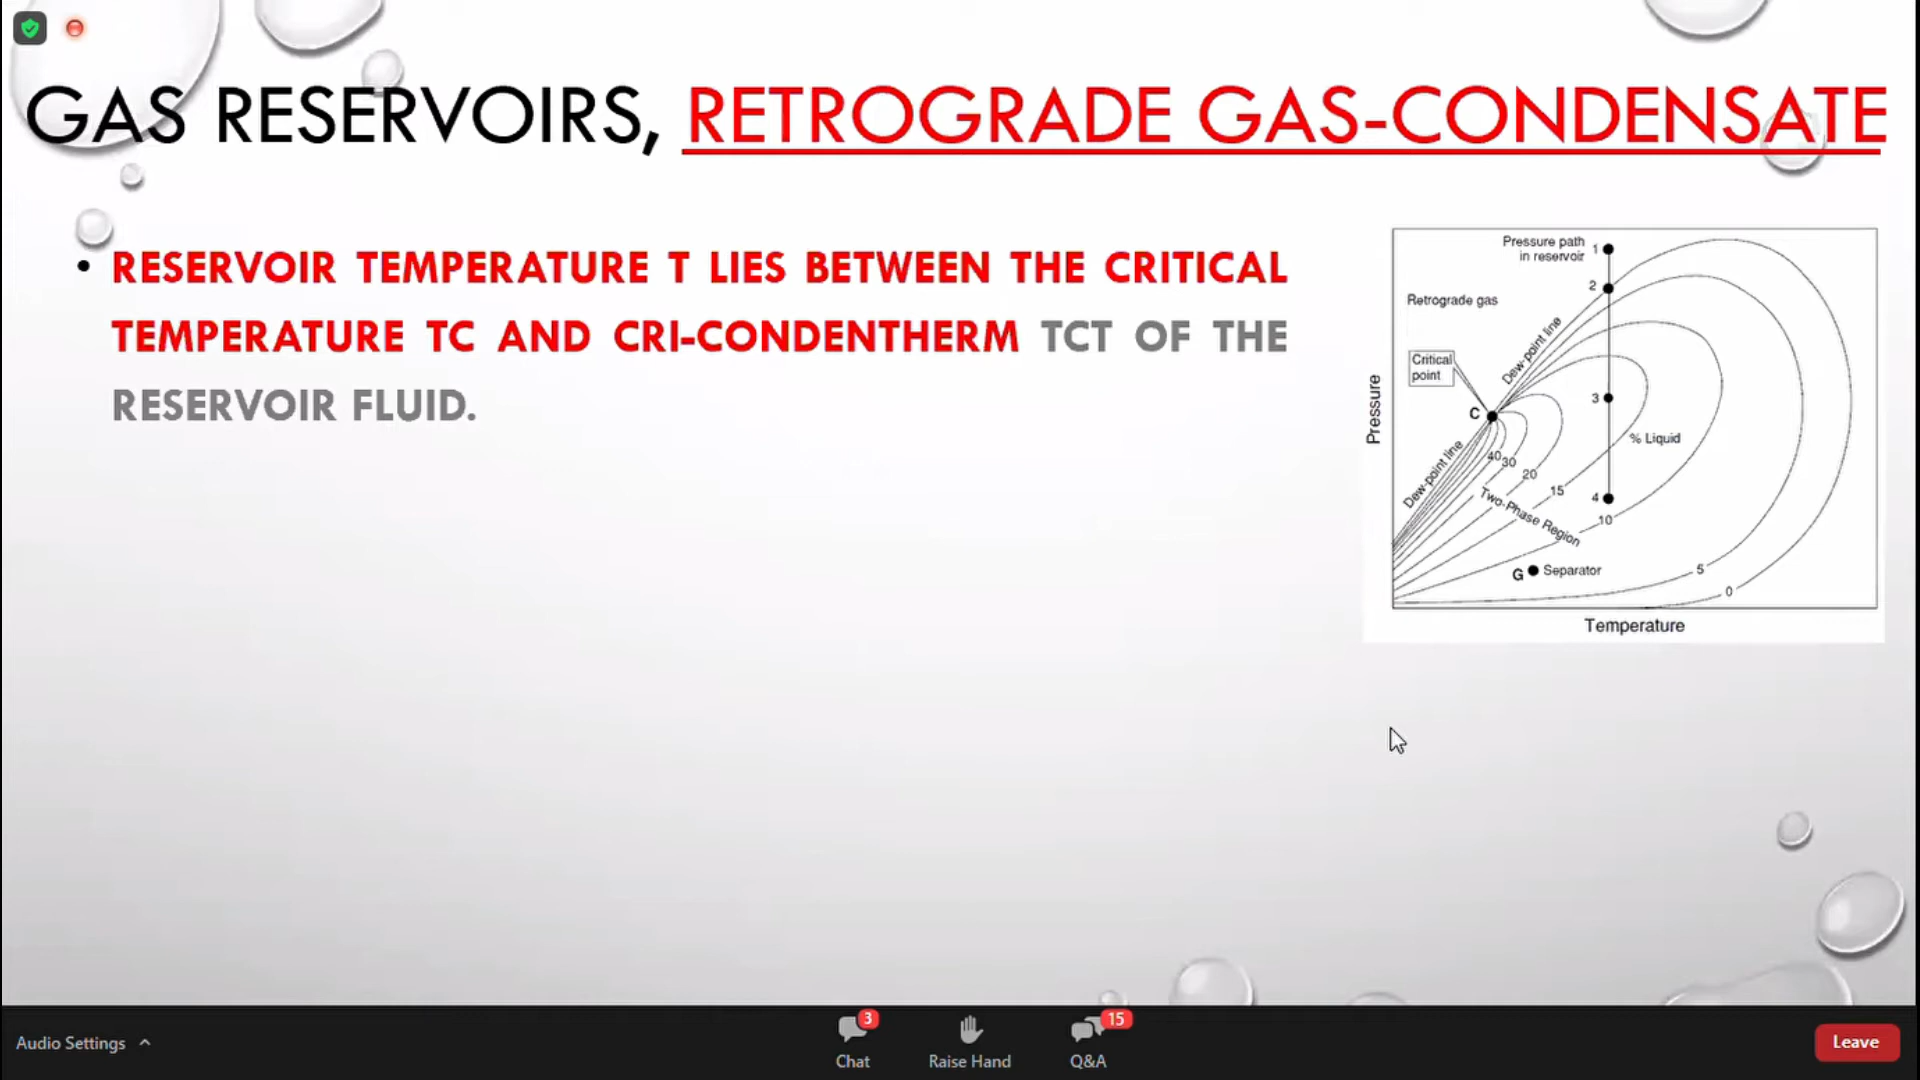 GAS RESERVOIRS, RETROGRADE GAS-CONDENSATE
• RESERVOIR TEMPERATURE T LIES BETWEEN THE CRITICAL
TEMPERATURE TC AND CRI-CONDENTHERM TCT OF THE
RESERVOIR FLUID.
Pressure path
in reservoir
1
2
Retrograde gas
Dew-point line
Critical
point
C
3
% Liquid
Pressure
Dew-point line
40
30
20
15
4
10
Two-Phase Region
G
Separator
5
0
Temperature
Audio Settings
3
Chat
Raise Hand
15
Q&A
Leave